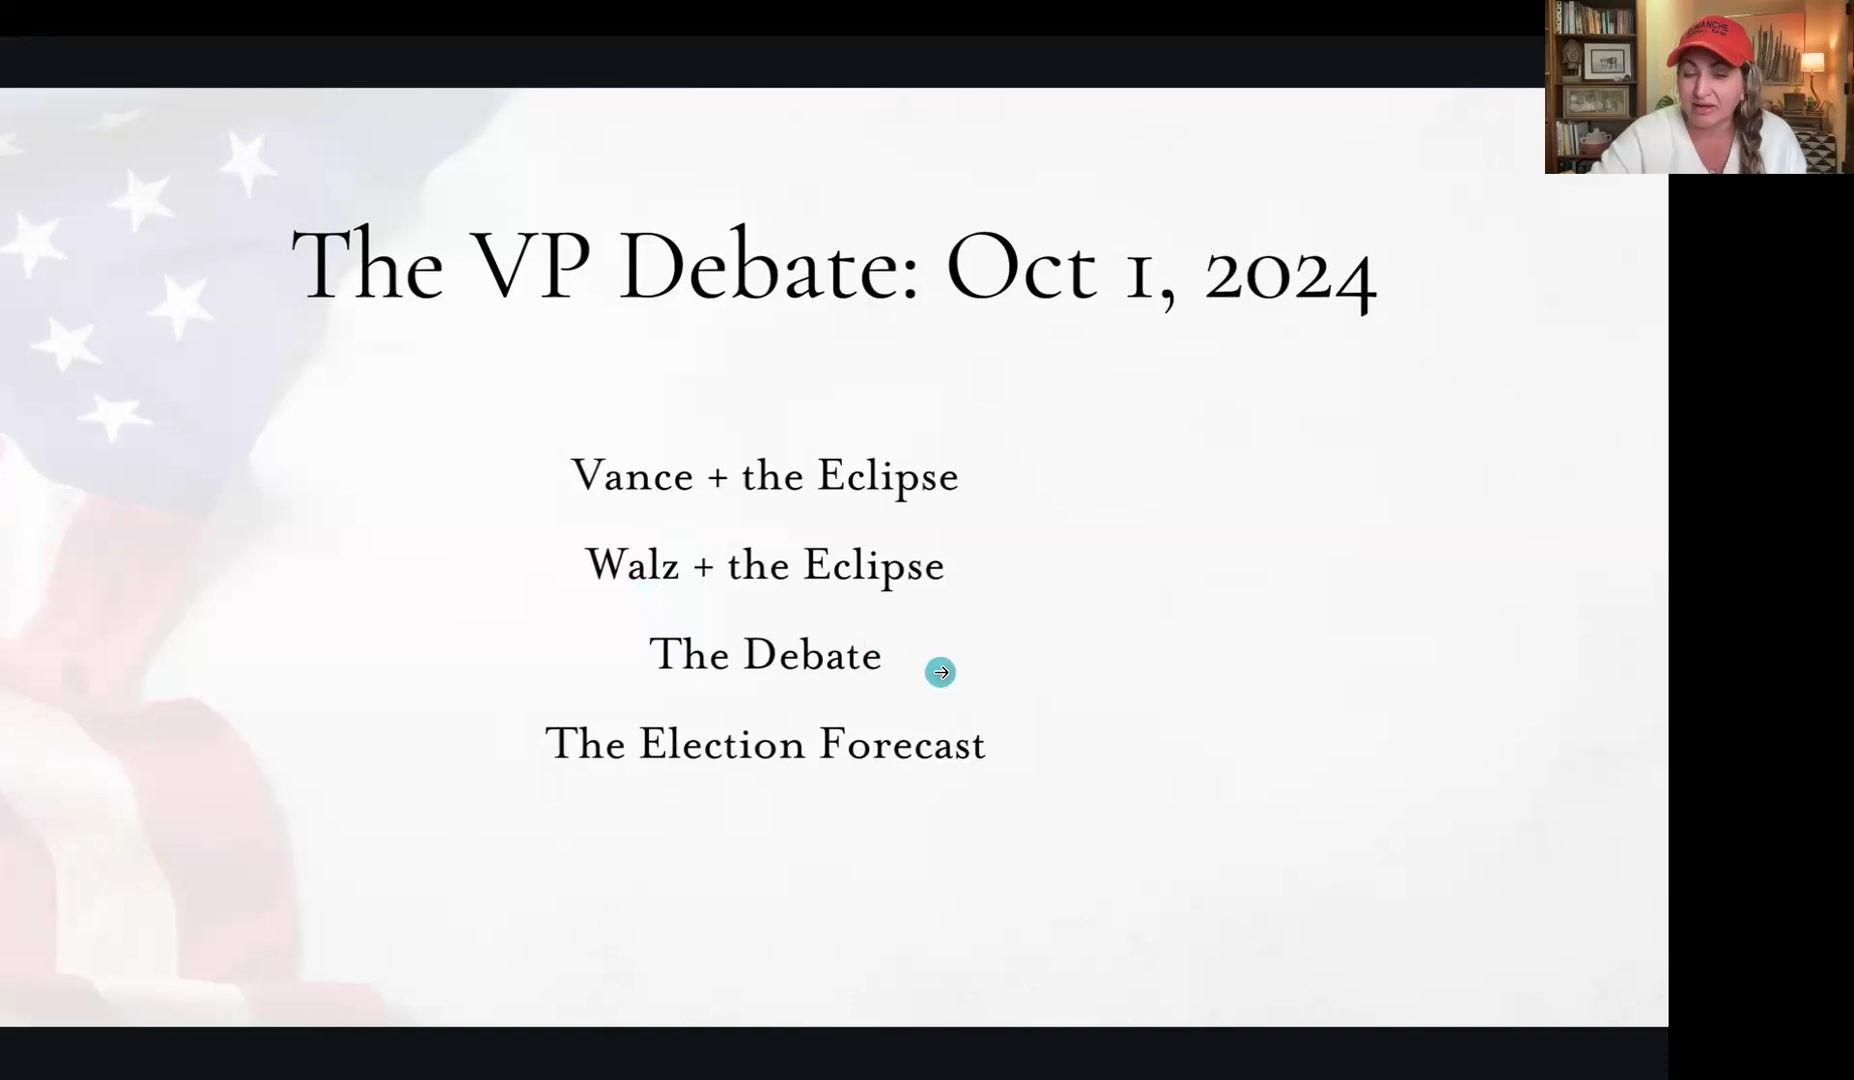 The VP Debate: Oct 1, 2024
Vance + the Eclipse
Walz + the Eclipse
The Debate
The Election Forecast